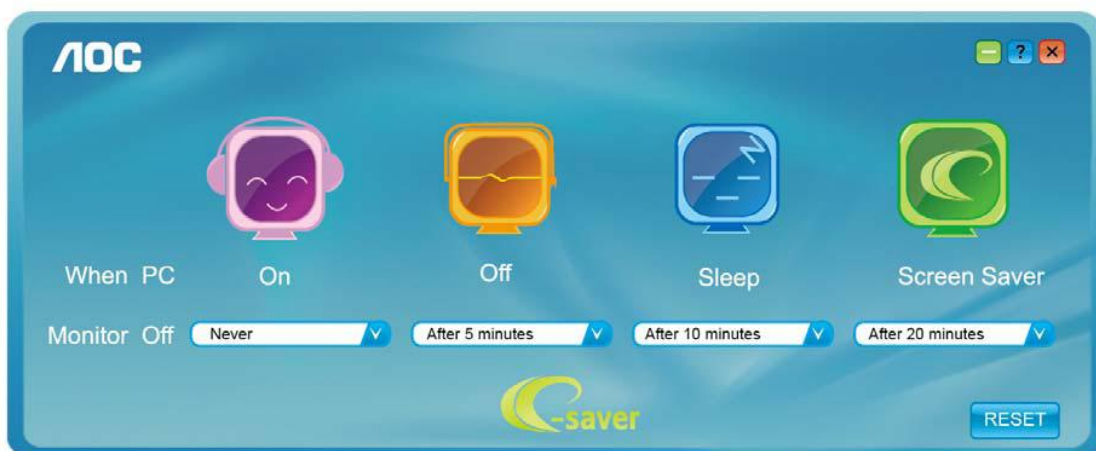 AOC
?
When PC On Off Sleep Screen Saver
Monitor Off Never After 5 minutes After 10 minutes After 20 minutes
e-saver
RESET